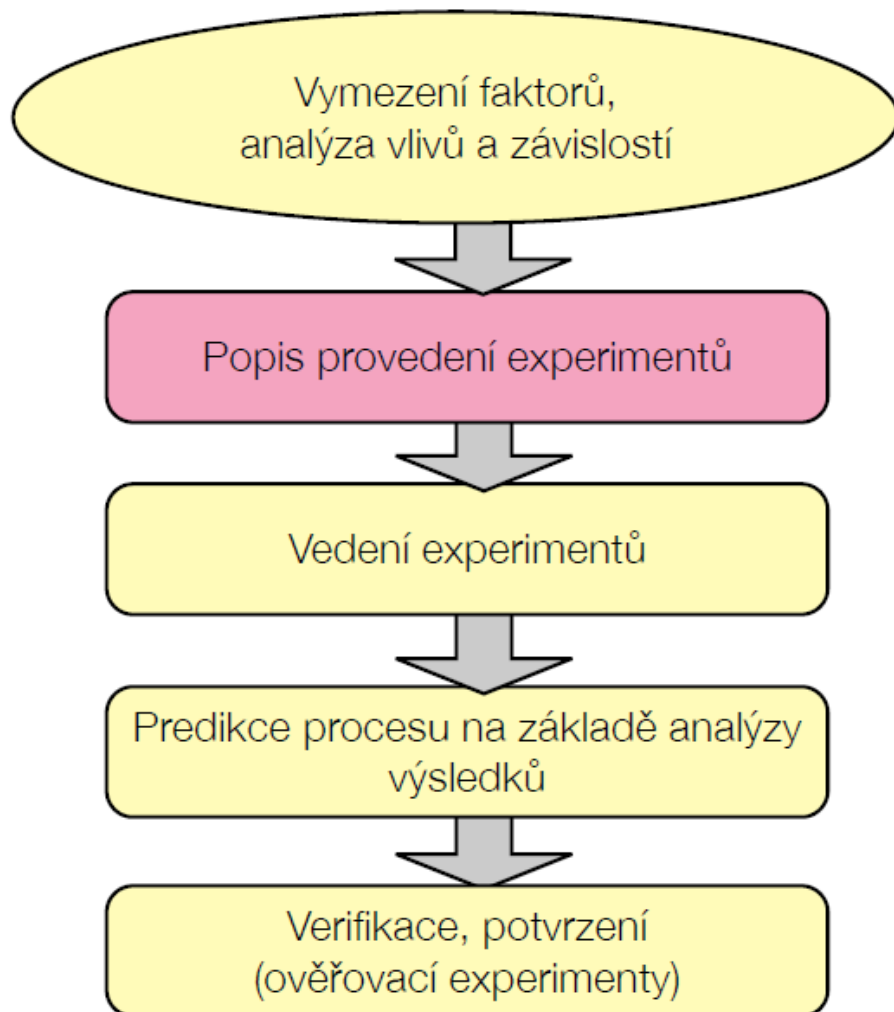 Vymezení faktorů,
analýza vlivů a závislostí
Popis provedení experimentů
Vedení experimentů
Predikce procesu na základě analýzy
výsledků
Verifikace, potvrzení
(ověřovací experimenty)